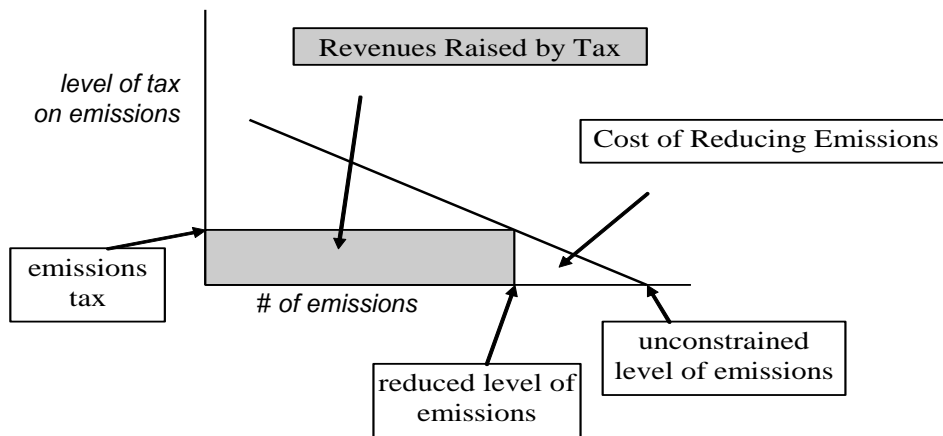 Revenues Raised by Tax
level of tax
on emissions
Cost of Reducing Emissions
emissions
tax
# of emissions
reduced level of
emissions
unconstrained
level of emissions